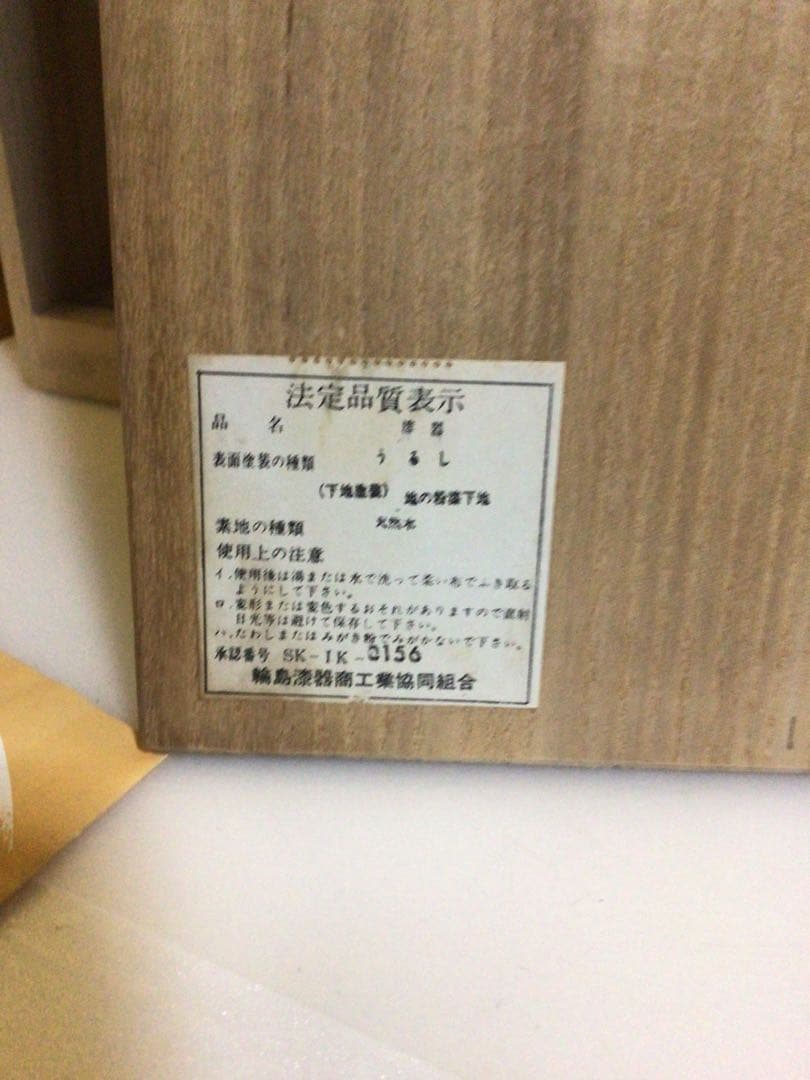 法定品質表示
品名 漆器
表面塗装の種類 うるし
（下地塗装） 地の粉漆下地
素地の種類 天然木
使用上の注意
イ．使用後は湯または水で洗って柔い布でふき取る
ようにして下さい。
ロ．変形または変色するおそれがありますので直射
日光等は避けて保存して下さい。
ハ．たわしまたはみがき粉でみがかないで下さい。
承認番号 SK-IK-0156
輪島漆器商工業協同組合